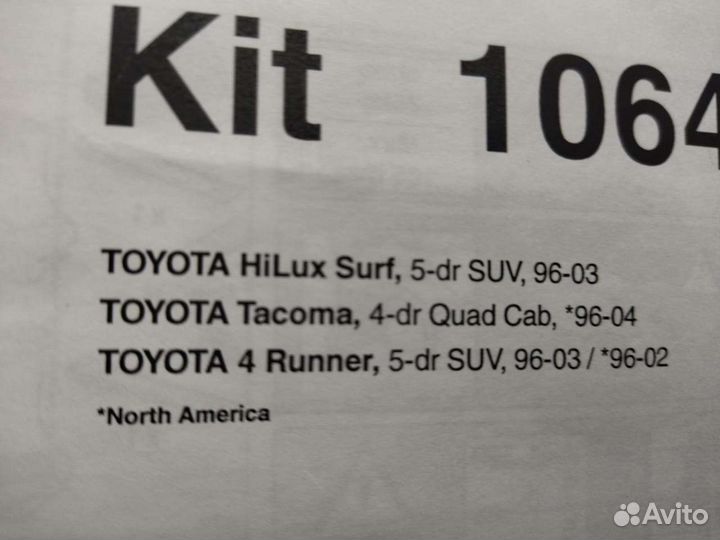 Kit 1064
TOYOTA HiLux Surf, 5-dr SUV, 96-03
TOYOTA Tacoma, 4-dr Quad Cab, *96-04
TOYOTA 4 Runner, 5-dr SUV, 96-03 / *96-02
*North America
Avito